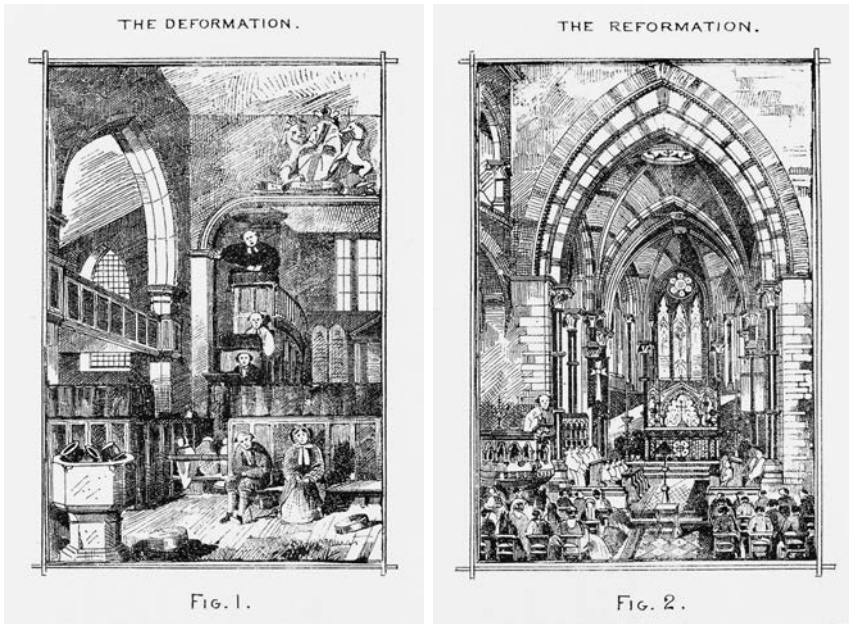 THE DEFORMATION.
THE REFORMATION.
FIG. 1.
FIG. 2.